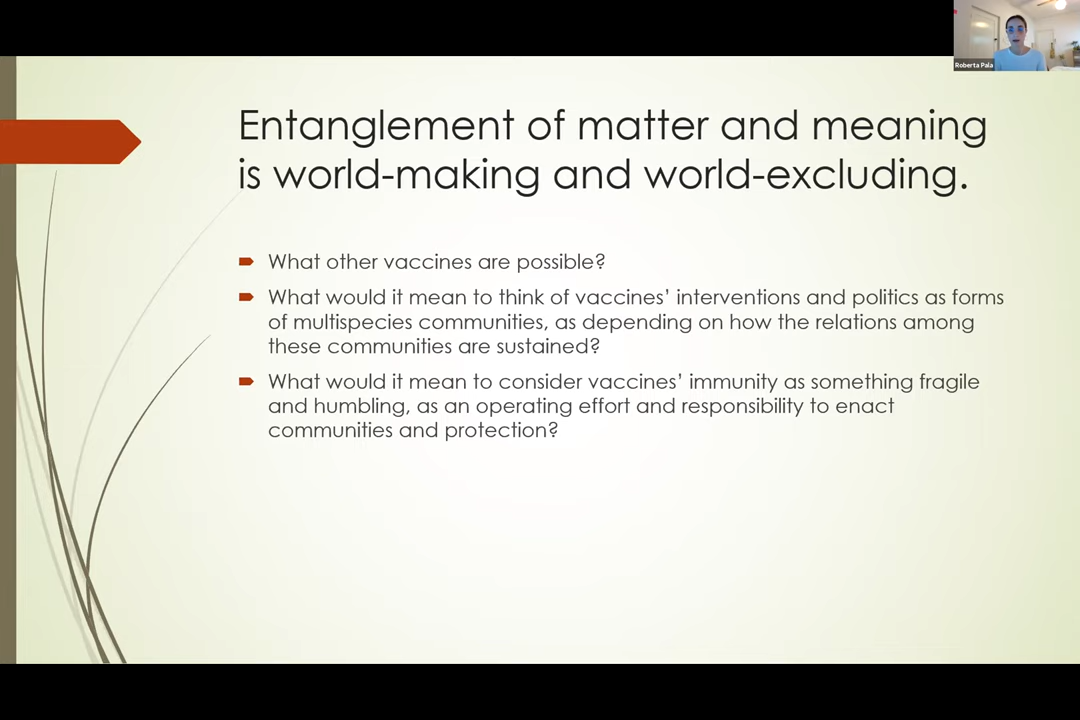 Roberta Pala
Entanglement of matter and meaning
is world-making and world-excluding.
What other vaccines are possible?
What would it mean to think of vaccines’ interventions and politics as forms
of multispecies communities, as depending on how the relations among
these communities are sustained?
What would it mean to consider vaccines’ immunity as something fragile
and humbling, as an operating effort and responsibility to enact
communities and protection?